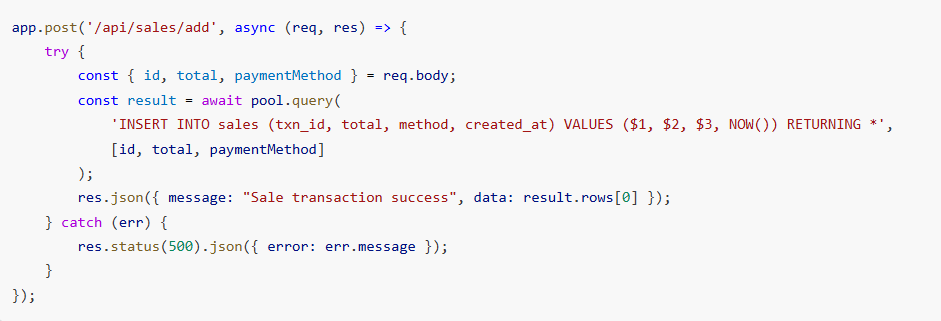 app.post('/api/sales/add', async (req, res) => {
    try {
        const { id, total, paymentMethod } = req.body;
        const result = await pool.query(
            'INSERT INTO sales (txn_id, total, method, created_at) VALUES ($1, $2, $3, NOW()) RETURNING *',
            [id, total, paymentMethod]
        );
        res.json({ message: "Sale transaction success", data: result.rows[0] });
    } catch (err) {
        res.status(500).json({ error: err.message });
    }
});